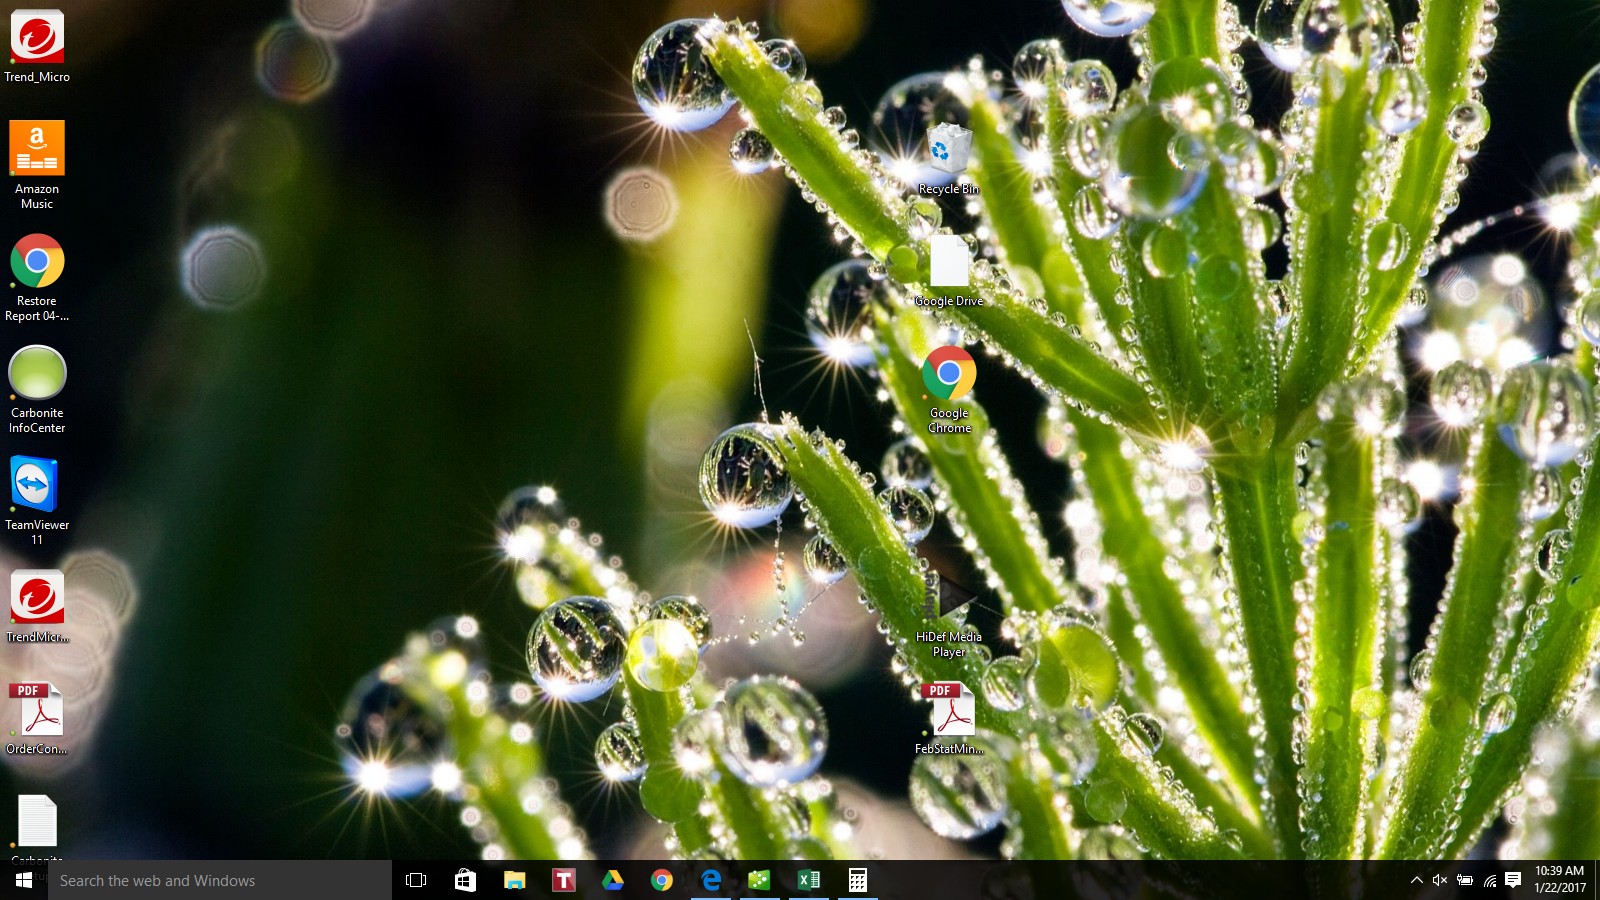 Trend_Micro
Amazon
Music
Restore
Report 04-...
Carbonite
InfoCenter
TeamViewer
11
TrendMicr...
PDF
OrderCon...
Carbonite
Recycle Bin
Google Drive
Google
Chrome
player
HiDef Media
Player
PDF
FebStatMin...
Search the web and Windows
10:39 AM
1/22/2017